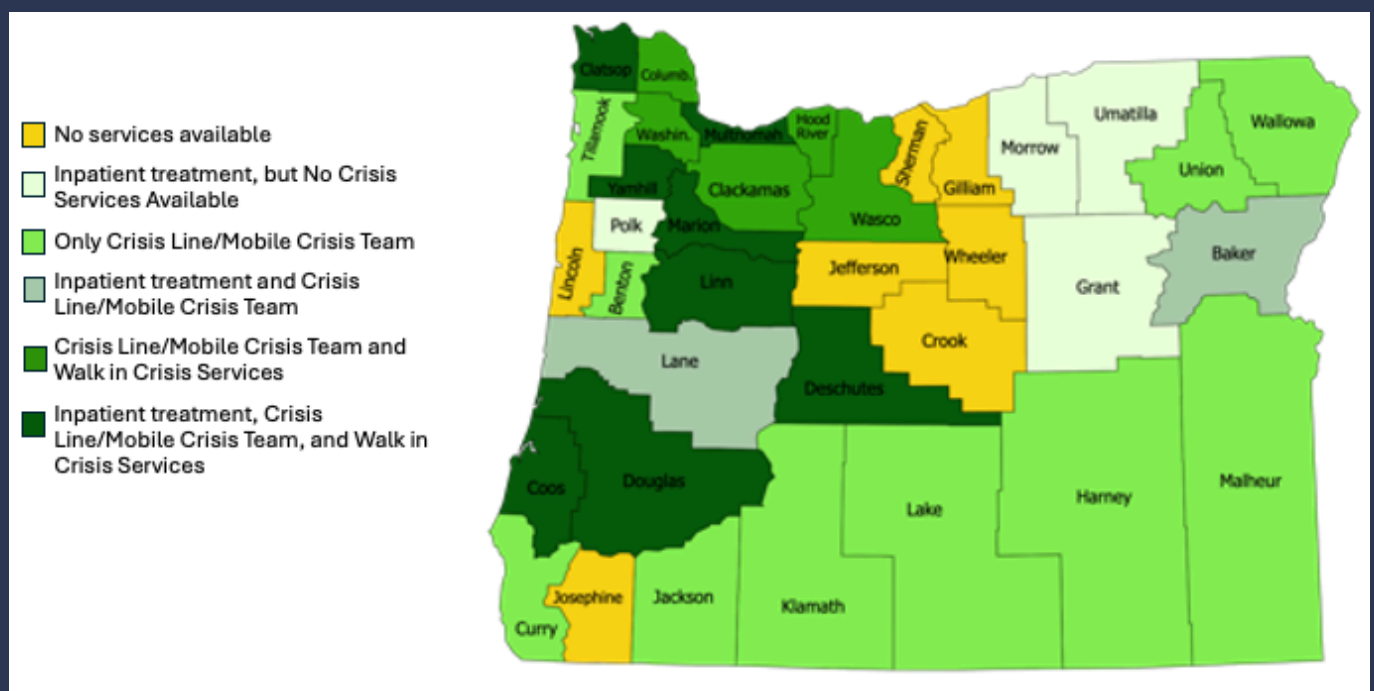 No services available
Inpatient treatment, but No Crisis
Services Available
Only Crisis Line/Mobile Crisis Team
Inpatient treatment and Crisis
Line/Mobile Crisis Team
Crisis Line/Mobile Crisis Team and
Walk in Crisis Services
Inpatient treatment, Crisis
Line/Mobile Crisis Team, and Walk in
Crisis Services
Clatsop
Columb.
Tillamook
Washin.
Multnomah
Hood
River
Sherman
Gilliam
Morrow
Umatilla
Union
Wallowa
Yamhill
Clackamas
Wasco
Polk
Marion
Lincoln
Benton
Linn
Jefferson
Wheeler
Grant
Baker
Lane
Crook
Deschutes
Coos
Douglas
Lake
Harney
Malheur
Curry
Josephine
Jackson
Klamath